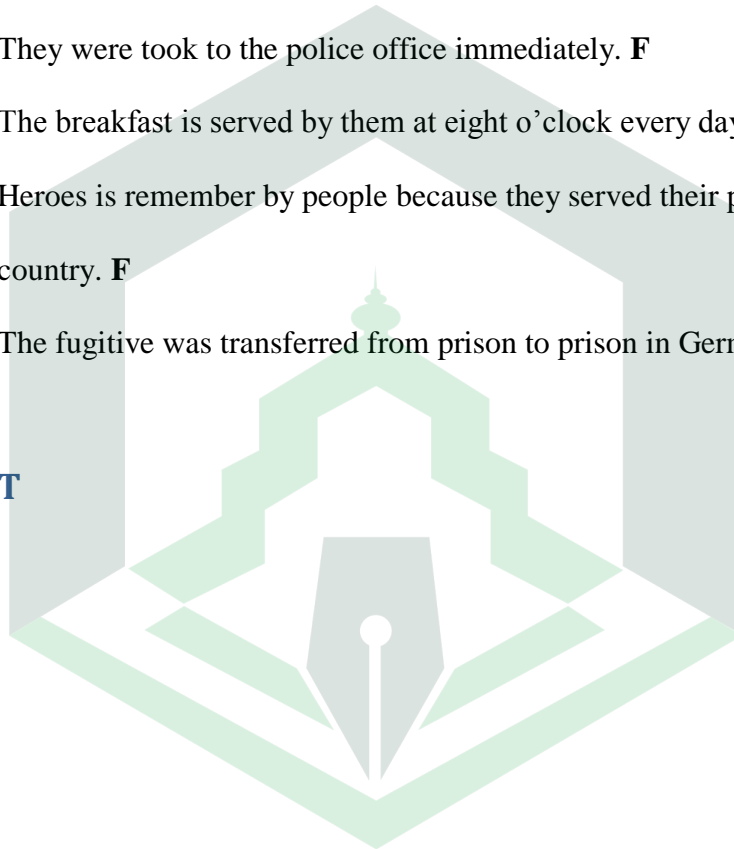 They were took to the police office immediately. F
The breakfast is served by them at eight o’clock every day
Heroes is remember by people because they served their
country. F
The fugitive was transferred from prison to prison in
T